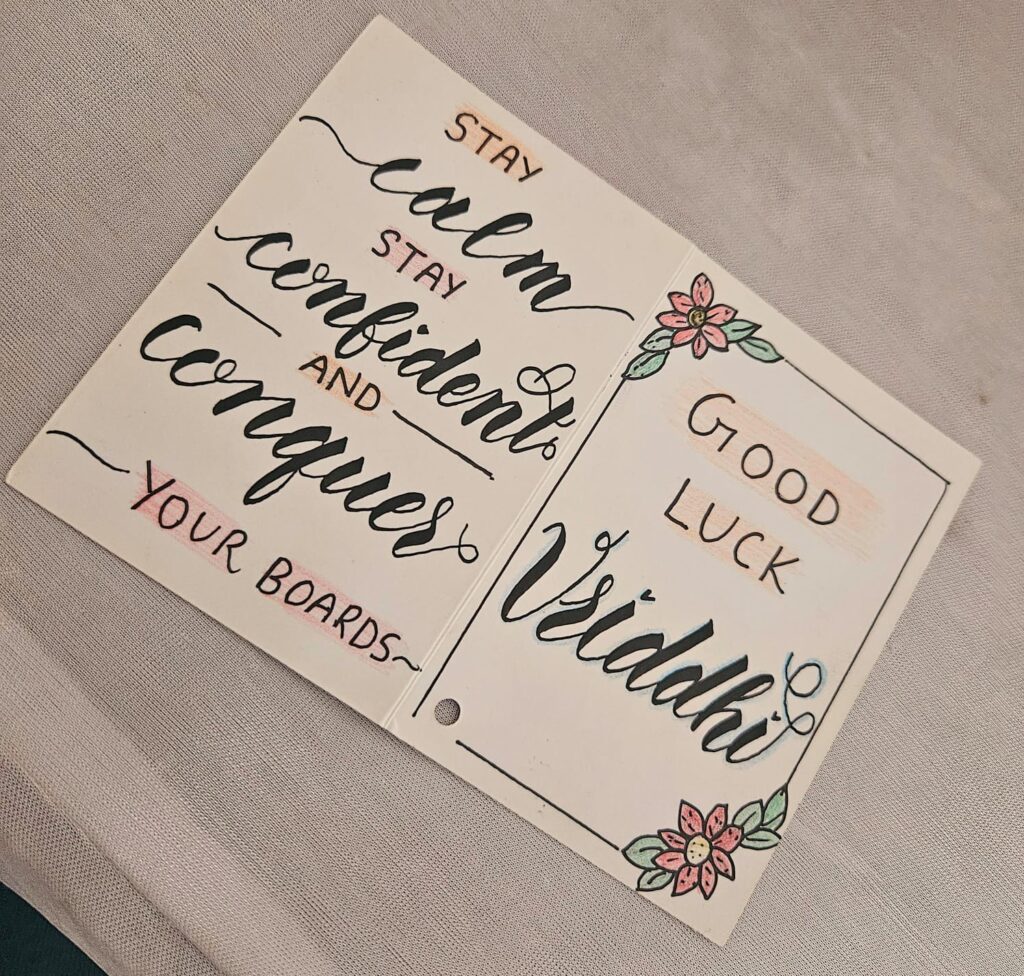 STAY
calm
STAY
confident
AND
conquer
YOUR BOARDS
GOOD
LUCK
Vriddhi